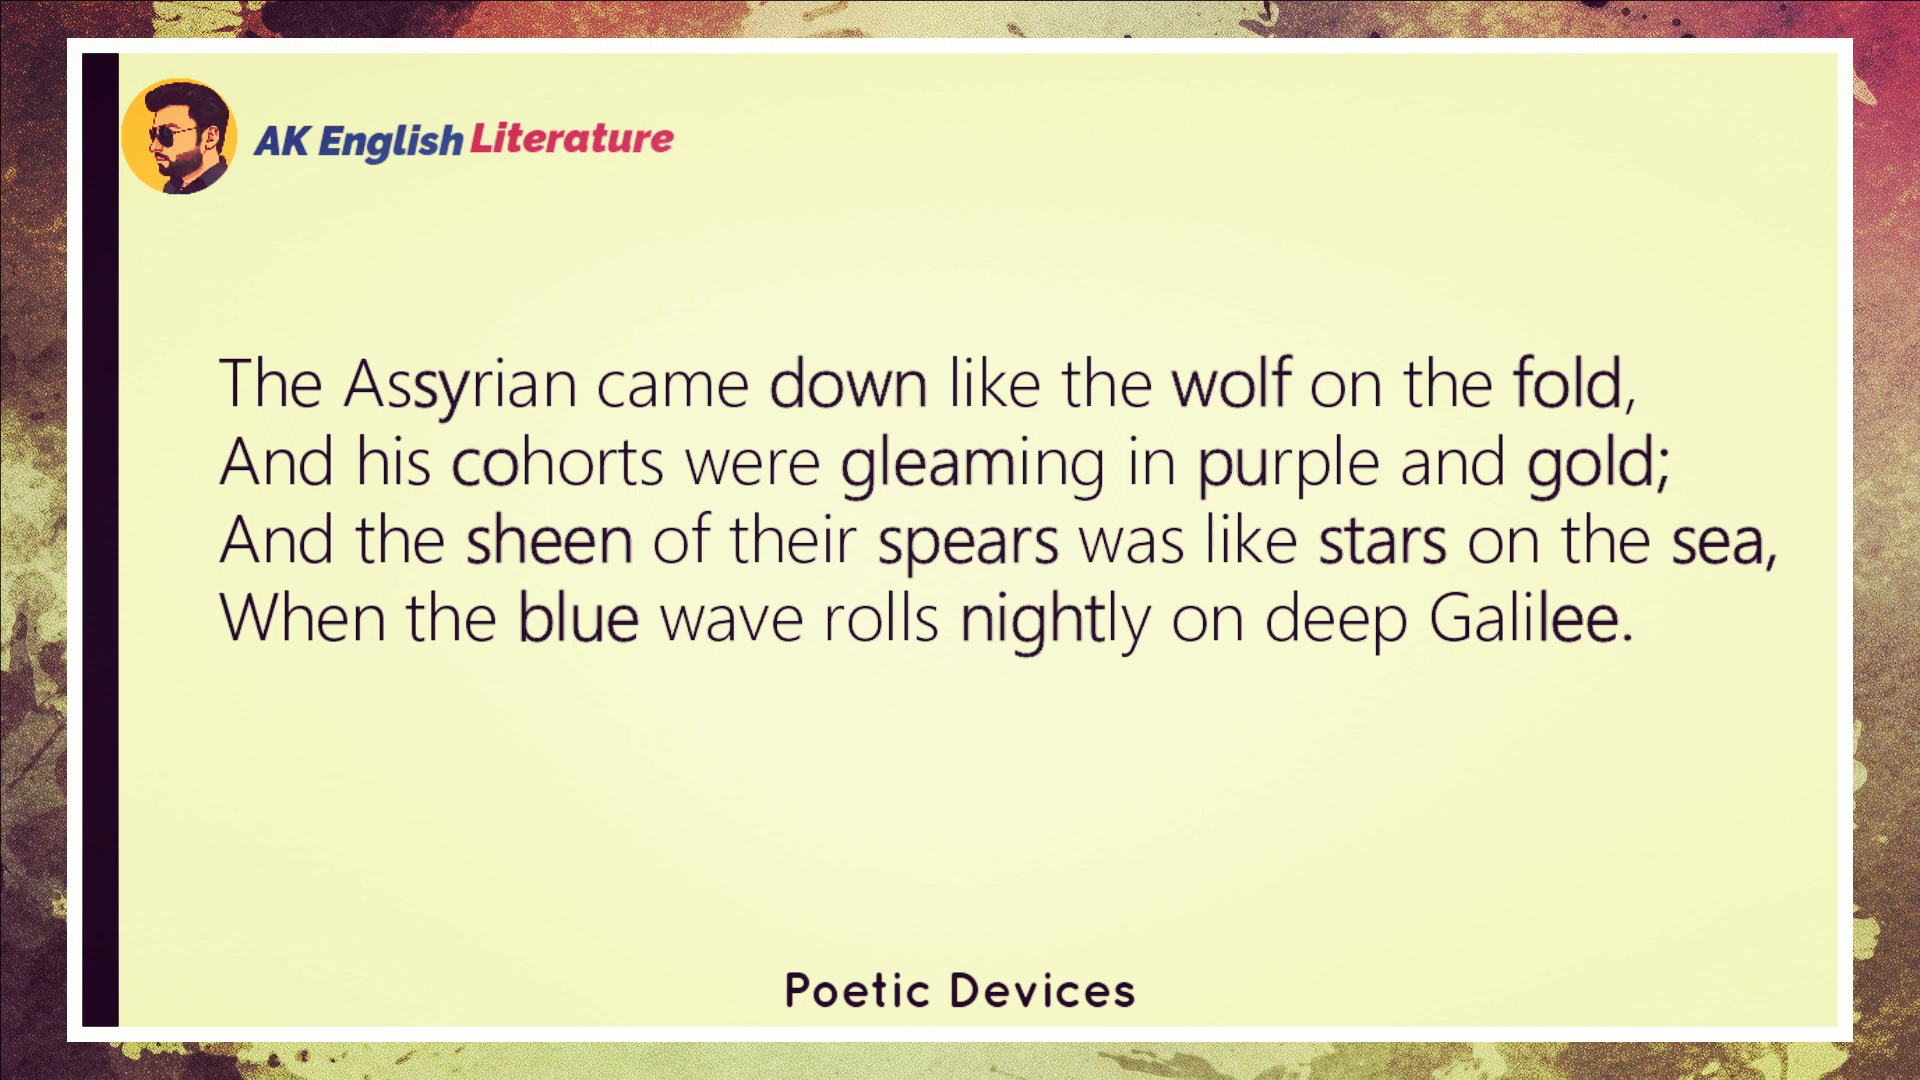 AK English Literature
The Assyrian came down like the wolf on the fold,
And his cohorts were gleaming in purple and gold;
And the sheen of their spears was like stars on the sea,
When the blue wave rolls nightly on deep Galilee.
Poetic Devices